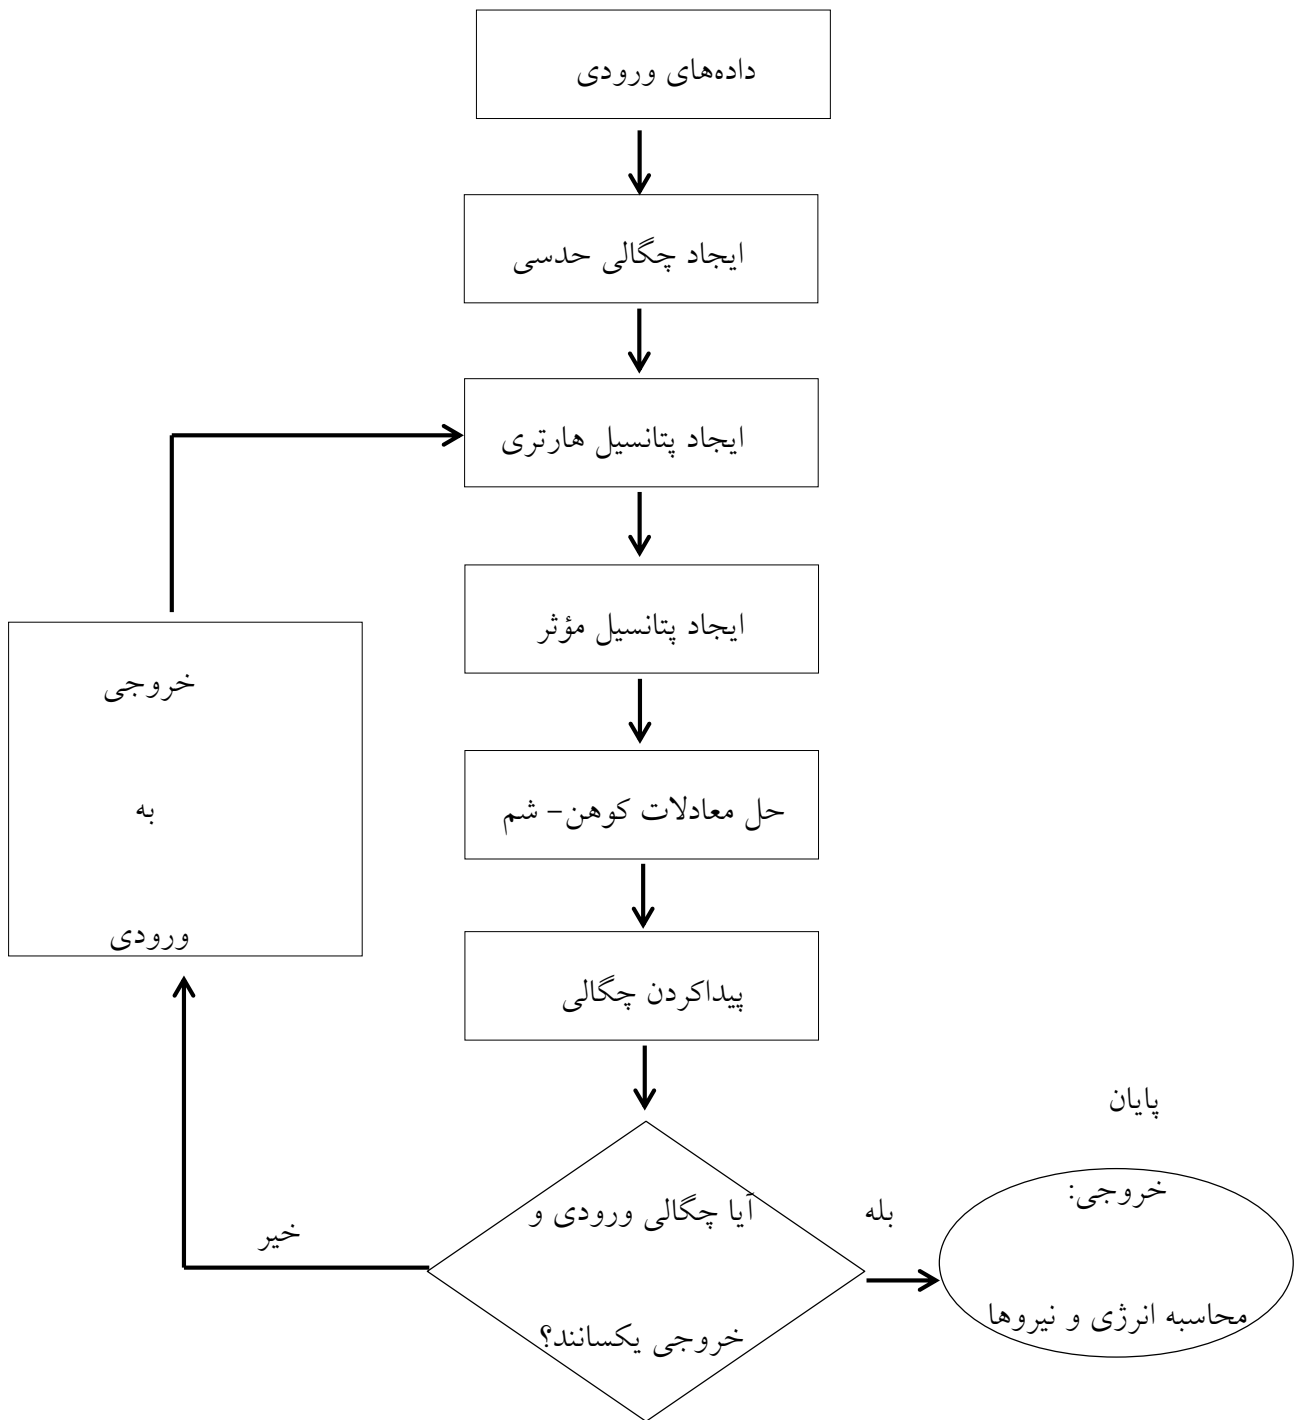 داده‌های ورودی
ایجاد چگالی حدسی
ایجاد پتانسیل هارتری
ایجاد پتانسیل مؤثر
خروجی
به
ورودی
حل معادلات کوهن- شم
پیداکردن چگالی
آیا چگالی ورودی و
خروجی یکسانند؟
خیر
بله
پایان
خروجی:
محاسبه انرژی و نیروها